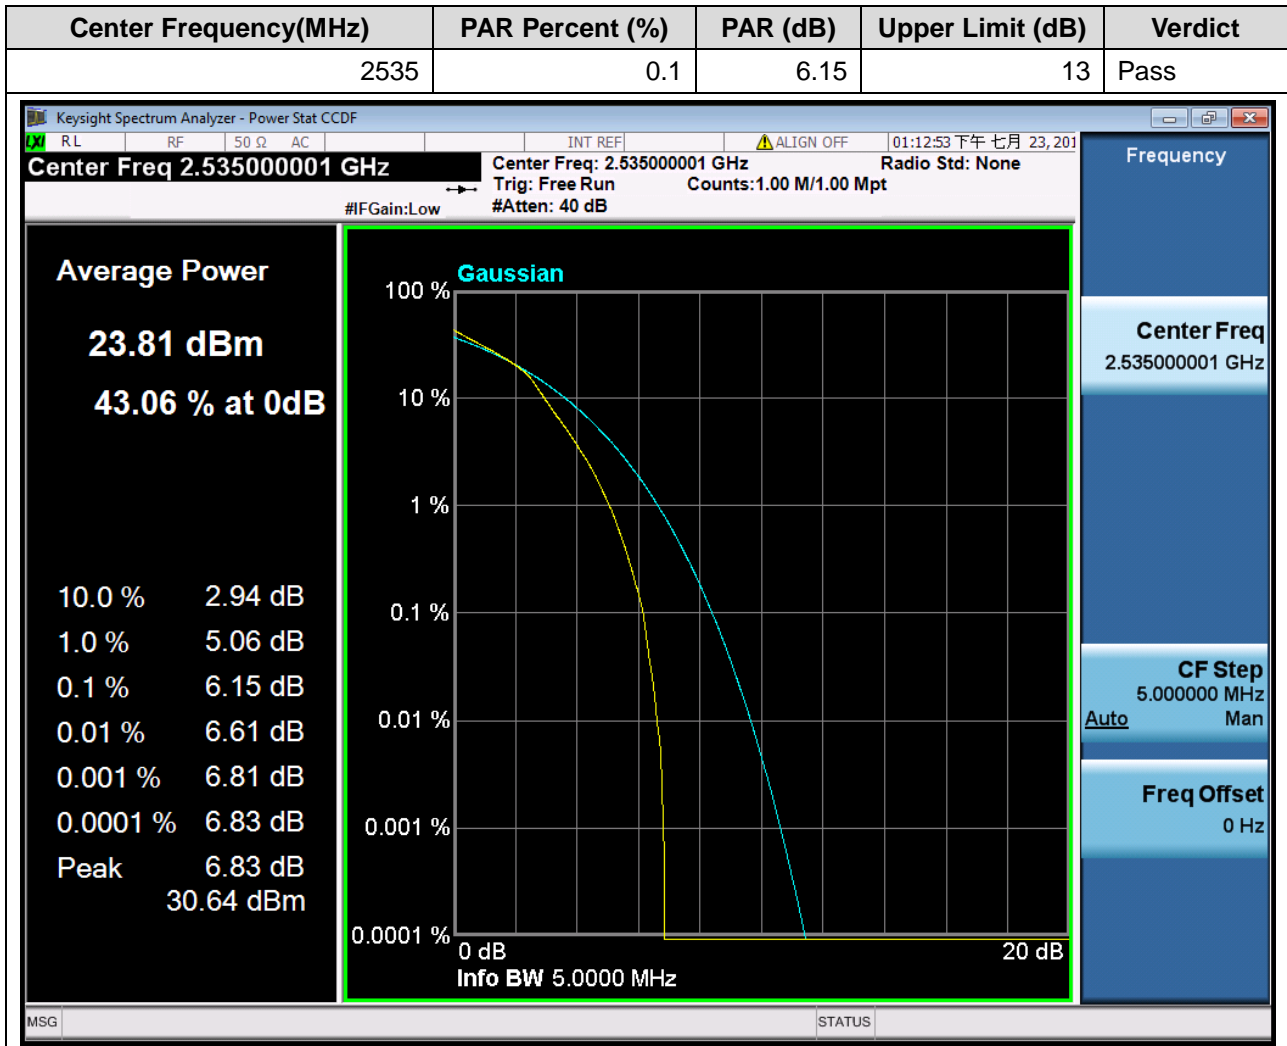 Center Frequency(MHz) PAR Percent (%) PAR (dB) Upper Limit (dB) Verdict
2535 0.1 6.15 13 Pass
Keysight Spectrum Analyzer - Power Stat CCDF
LXI RL RF 50 Ω AC INT REF ALIGN OFF 01:12:53 下午 七月 23, 201
Center Freq 2.535000001 GHz
Center Freq: 2.535000001 GHz Radio Std: None
Trig: Free Run Counts:1.00 M/1.00 Mpt
#IFGain:Low #Atten: 40 dB
Frequency
Average Power
23.81 dBm
43.06 % at 0dB
10.0 % 2.94 dB
1.0 % 5.06 dB
0.1 % 6.15 dB
0.01 % 6.61 dB
0.001 % 6.81 dB
0.0001 % 6.83 dB
Peak 6.83 dB
30.64 dBm
Gaussian
100 %
10 %
1 %
0.1 %
0.01 %
0.001 %
0.0001 %
0 dB 20 dB
Info BW 5.0000 MHz
Center Freq
2.535000001 GHz
CF Step
5.000000 MHz
Auto Man
Freq Offset
0 Hz
MSG STATUS